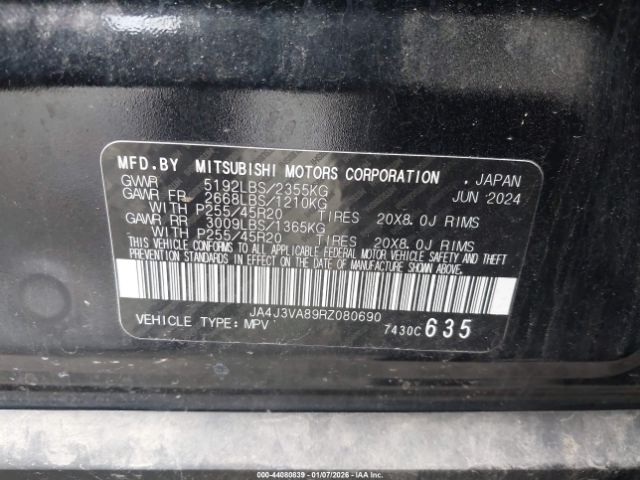 MFD.BY MITSUBISHI MOTORS CORPORATION . JAPAN
GVWR 5192LBS/2355KG JUN 2024
GAWR FR 2668LBS/1210KG
WITH P255/45R20 TIRES 20X8.0J RIMS
GAWR RR 3009LBS/1365KG
WITH P255/45R20 TIRES 20X8.0J RIMS
THIS VEHICLE CONFORMS TO ALL APPLICABLE FEDERAL MOTOR VEHICLE SAFETY AND THEFT
PREVENTION STANDARDS IN EFFECT ON THE DATE OF MANUFACTURE SHOWN ABOVE.
JA4J3VA89RZ080690
VEHICLE TYPE: MPV 7430C 635
000-44080839 - 01/07/2026 - IAAI.COM